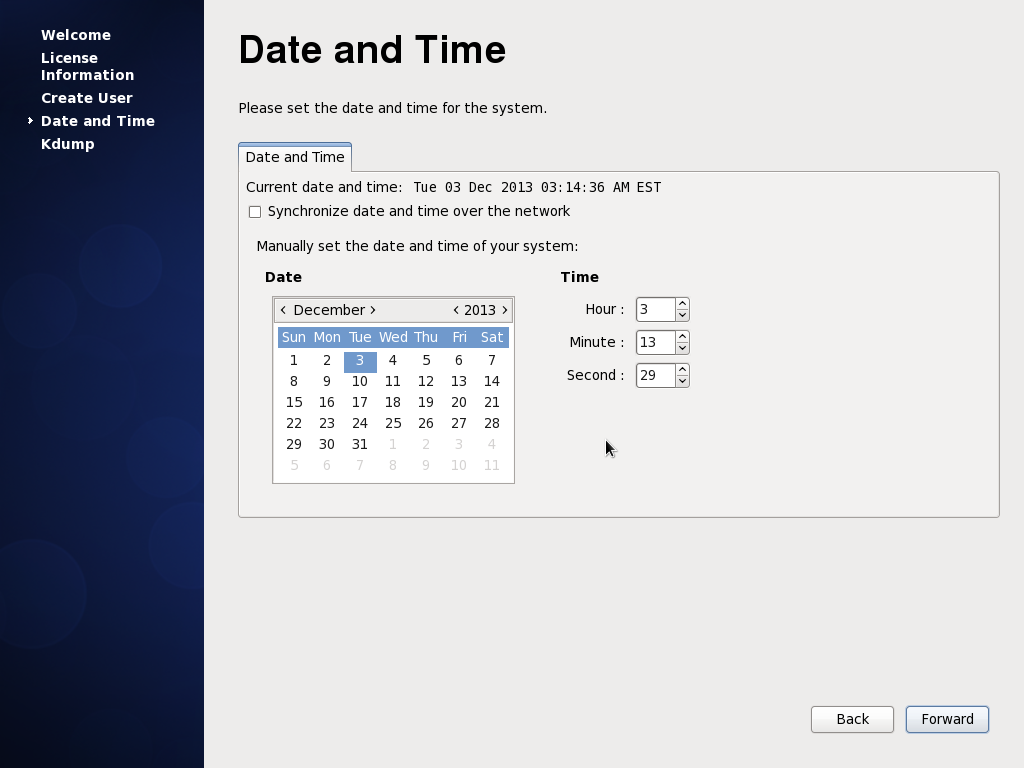 Welcome
License
Information
Create User
Date and Time
Kdump
Date and Time
Please set the date and time for the system.
Date and Time
Current date and time: Tue 03 Dec 2013 03:14:36 AM EST
Synchronize date and time over the network
Manually set the date and time of your system:
Date
< December > < 2013 >
Sun Mon Tue Wed Thu Fri Sat
1 2 3 4 5 6 7
8 9 10 11 12 13 14
15 16 17 18 19 20 21
22 23 24 25 26 27 28
29 30 31 1 2 3 4
5 6 7 8 9 10 11
Time
Hour : 3
Minute : 13
Second : 29
Back
Forward